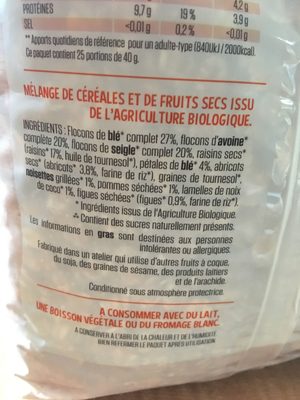 4,2 g
PROTÉINES 9,7 g 19 % 3,9 g
SEL <0,01 g 0,2 % <0,01 g
**Apports quotidiens de référence pour un adulte-type (8400kJ / 2000kcal).
Ce paquet contient 25 portions de 40 g.
MÉLANGE DE CÉRÉALES ET DE FRUITS SECS ISSU
DE L'AGRICULTURE BIOLOGIQUE.
INGRÉDIENTS : Flocons de blé* complet 27%, flocons d'avoine*
complète 20%, flocons de seigle* complet 20%, raisins secs*
(raisins* 17%, huile de tournesol*), pétales de blé* 4%, abricots
secs* (abricots* 3,8%, farine de riz*), graines de tournesol* 1%,
noisettes grillées* 1%, pommes séchées* 1%, lamelles de noix
de coco* 1%, figues séchées* (figues* 0,9%, farine de riz*).
* Ingrédients issus de l'Agriculture Biologique.
Contient des sucres naturellement présents.
Les informations en gras sont destinées aux personnes
intolérantes ou allergiques.
Fabriqué dans un atelier qui utilise d'autres fruits à coque,
du soja, des graines de sésame, des produits laitiers
et de l'arachide.
Conditionné sous atmosphère protectrice.
A CONSOMMER AVEC DU LAIT,
UNE BOISSON VÉGÉTALE OU DU FROMAGE BLANC.
A CONSERVER A L'ABRI DE LA CHALEUR ET DE L'HUMIDITÉ
BIEN REFERMER LE PAQUET APRES UTILISATION